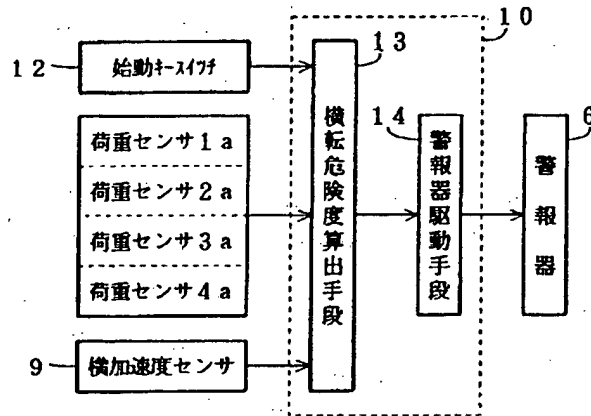 10
13
12
始動キースイッチ
14
6
荷重センサ1a
荷重センサ2a
荷重センサ3a
荷重センサ4a
横転危険度算出手段
警報器駆動手段
警報器
9
横加速度センサ